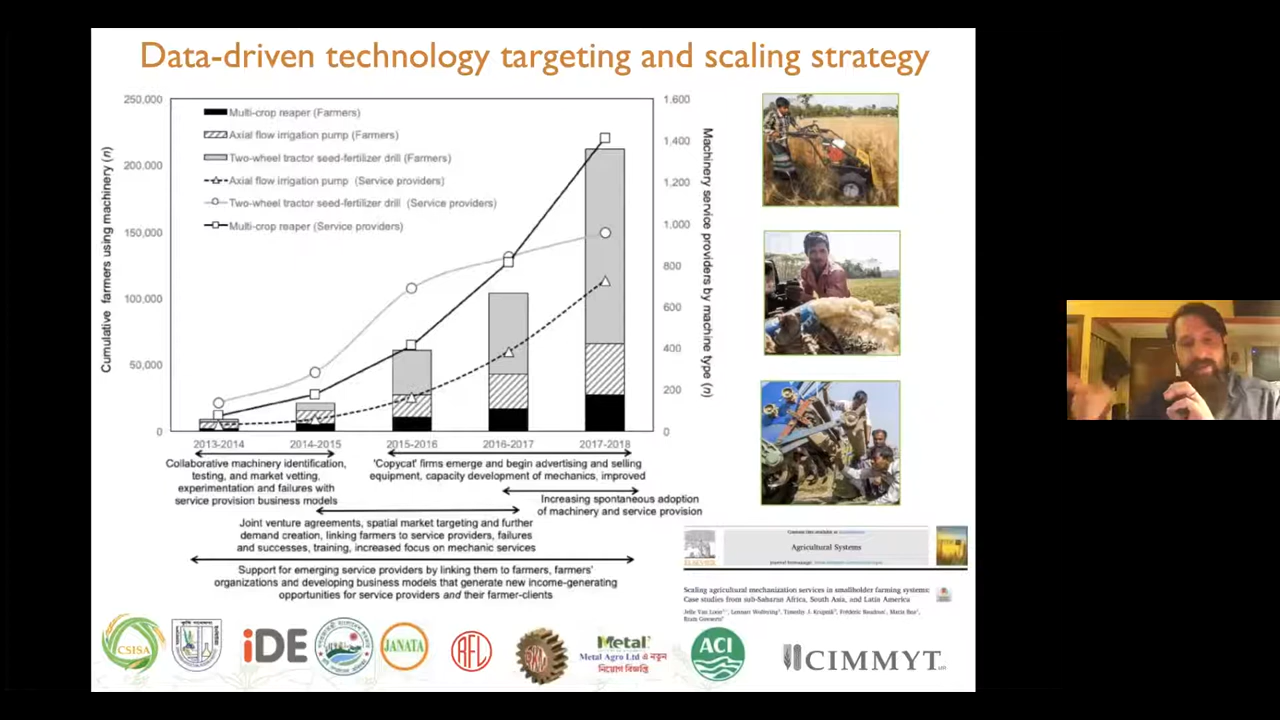 Data-driven technology targeting and scaling strategy
250,000
200.000
150,000
100,000
50,000
0
Cumulative farmers using machinery (n)
Multi-crop reaper (Farmers)
Axial flow irrigation pump (Farmers)
Two-wheel tractor seed-fertilizer drill (Farmers)
Axial flow irrigation pump (Service providers)
Two-wheel tractor seed-fertilizer drill (Service providers)
Multi-crop reaper (Service providers)
1.600
1,400
1,200
1,000
800
600
400
200
0
Machinery service providers by machine type (n)
2013-2014 2014-2015 2015-2016 2016-2017 2017-2018
Collaborative machinery identification,
testing, and market vetting,
experimentation and failures with
service provision business models
'Copycat' firms emerge and begin advertising and selling
equipment, capacity development of mechanics, improved
Increasing spontaneous adoption
of machinery and service provision
Joint venture agreements, spatial market targeting and further
demand creation, linking farmers to service providers, failures
and successes, training, increased focus on mechanic services
Support for emerging service providers by linking them to farmers, farmers'
organizations and developing business models that generate new income-generating
opportunities for service providers and their farmer-clients
ELSEVIER
Agricultural Systems
Scaling agricultural mechanization services in smallholder farming systems:
Case studies from sub-Saharan Africa, South Asia, and Latin America
CSISA
iDE
JANATA
AFL
Metal
Metal Agro Ltd
ACI
CIMMYT